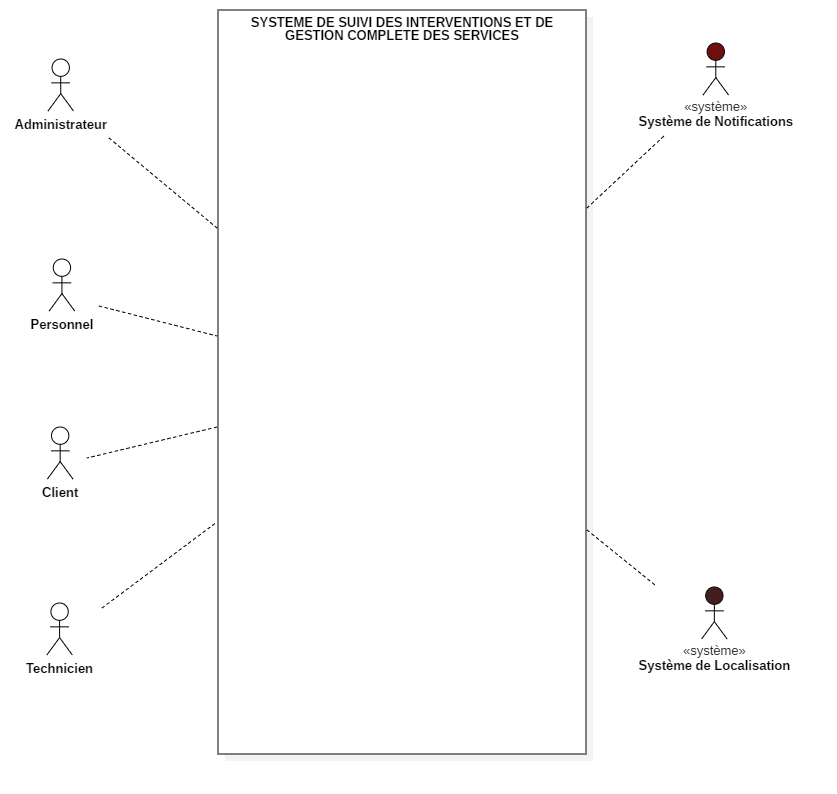 SYSTEME DE SUIVI DES INTERVENTIONS ET DE
GESTION COMPLETE DES SERVICES
Administrateur
«système»
Système de Notifications
Personnel
Client
Technicien
«système»
Système de Localisation